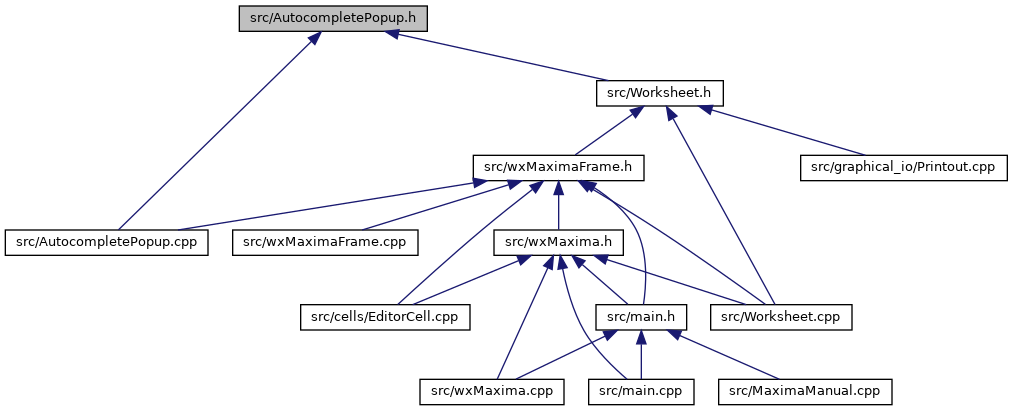 src/AutocompletePopup.h
src/Worksheet.h
src/wxMaximaFrame.h
src/graphical_io/Printout.cpp
src/AutocompletePopup.cpp
src/wxMaximaFrame.cpp
src/wxMaxima.h
src/cells/EditorCell.cpp
src/main.h
src/Worksheet.cpp
src/wxMaxima.cpp
src/main.cpp
src/MaximaManual.cpp